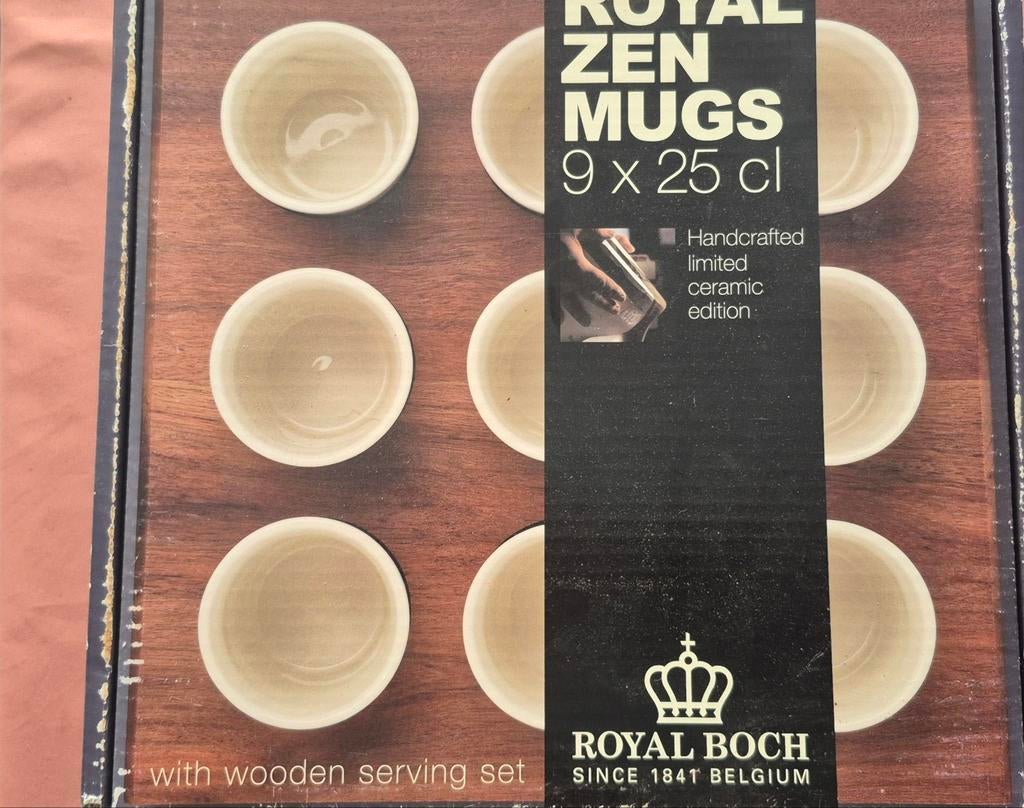 ROYAL
ZEN
MUGS
9 x 25 cl
Handcrafted
limited
ceramic
edition
ROYAL BOCH
SINCE 1841 BELGIUM
with wooden serving set